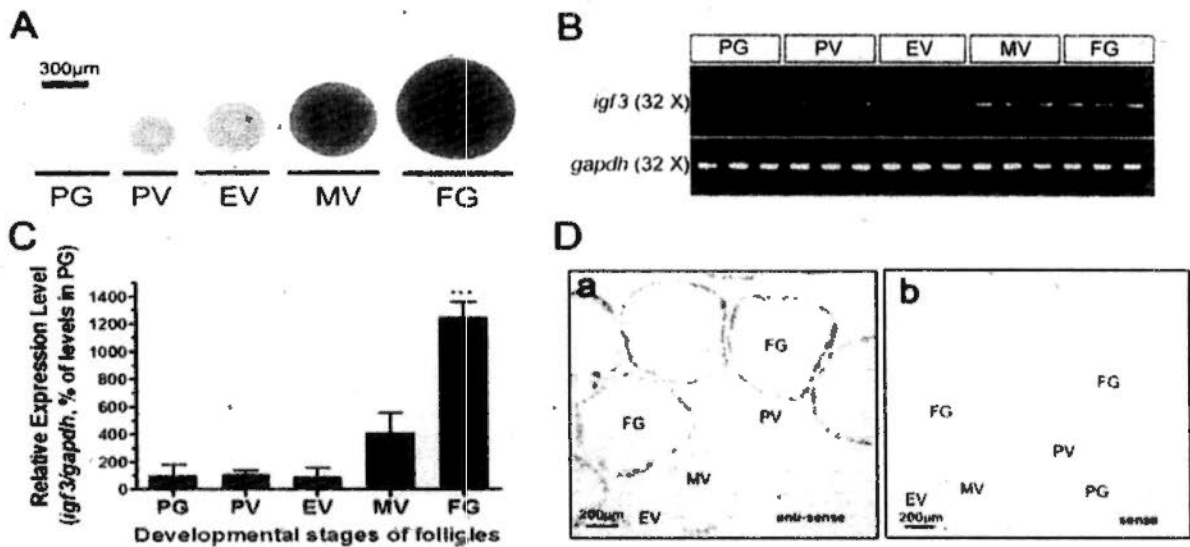 A
300μm
PG PV EV MV FG
B
PG PV EV MV FG
igf3 (32 X)
gapdh (32 X)
C
Relative Expression Level
(igf3/gapdh, % of levels in PG)
1400
1200
1000
800
600
400
200
0
***
PG PV EV MV FG
Developmental stages of follicles
D
a
FG
FG
PV
MV
EV
200μm
anti-sense
b
FG
FG
PV
EV MV PG
200μm
sense